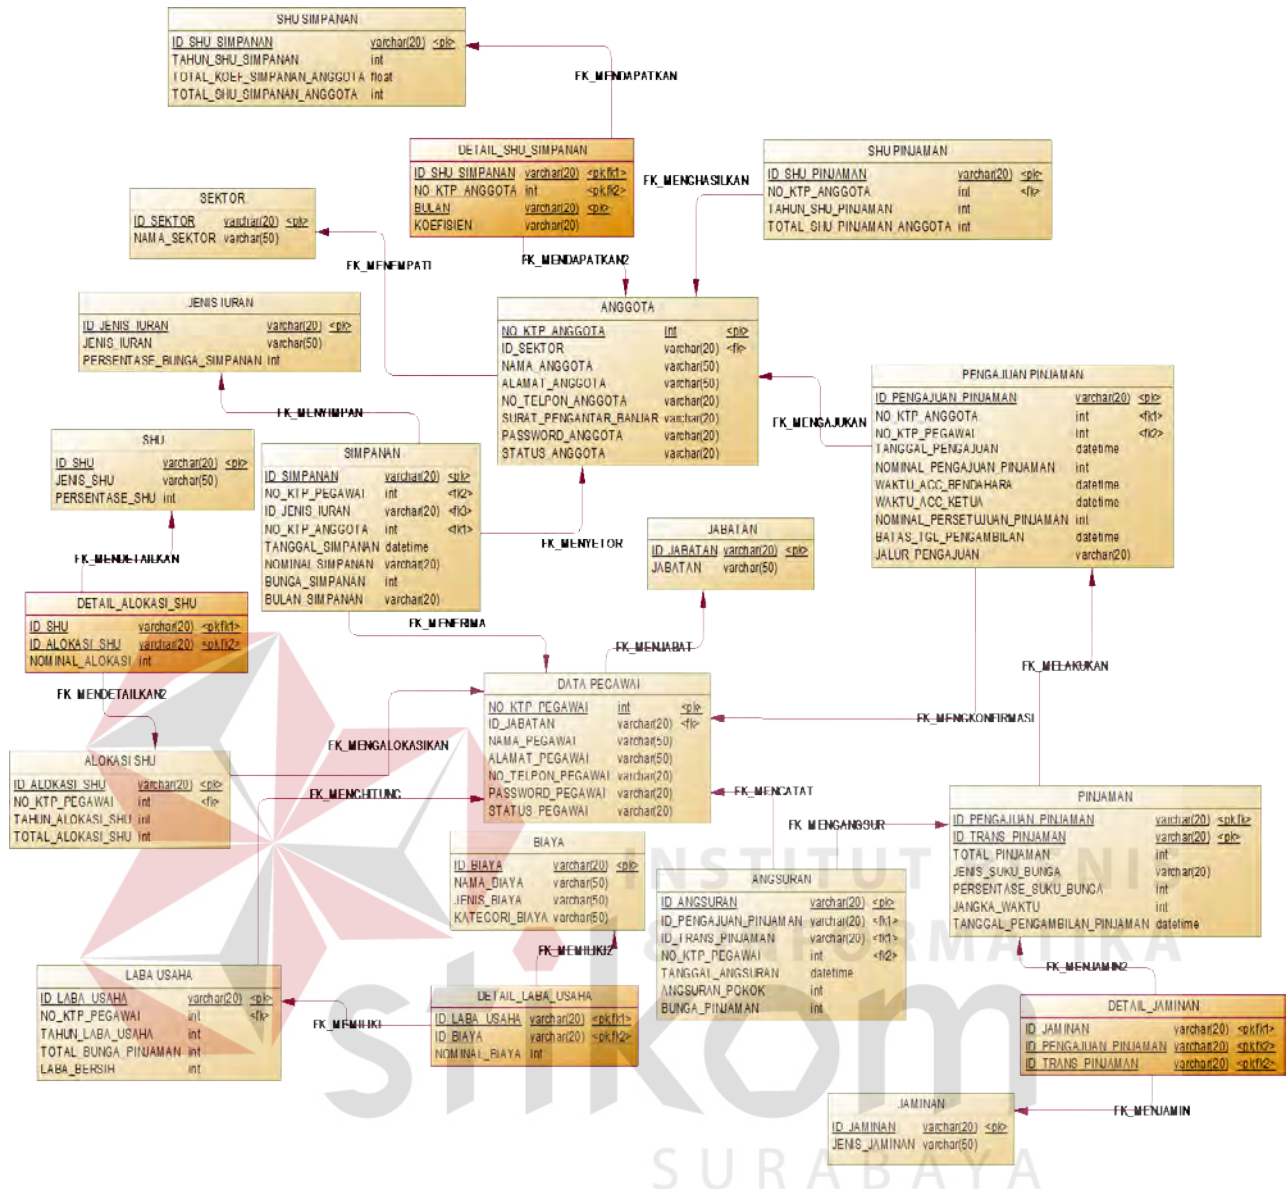 SHU SIMPANAN
ID_SHU_SIMPANAN varchar(20) <pk>
TAHUN_SHU_SIMPANAN int
TOTAL_KOEF_SIMPANAN_ANGGOTA float
TOTAL_SHU_SIMPANAN_ANGGOTA int
FK_MENDAPATKAN
DETAIL_SHU_SIMPANAN
ID_SHU_SIMPANAN varchar(20) <pk,fk1>
NO_KTP_ANGGOTA int <pk,fk2>
BULAN varchar(20) <pk>
KOEFISIEN varchar(20)
FK_MENDAPATKAN2
SHU PINJAMAN
ID_SHU_PINJAMAN varchar(20) <pk>
NO_KTP_ANGGOTA int <fk>
TAHUN_SHU_PINJAMAN int
TOTAL_SHU_PINJAMAN_ANGGOTA int
FK_MENGHASILKAN
SEKTOR
ID_SEKTOR varchar(20) <pk>
NAMA_SEKTOR varchar(50)
FK_MENEMPATI
JENIS IURAN
ID_JENIS_IURAN varchar(20) <pk>
JENIS_IURAN varchar(50)
PERSENTASE_BUNGA_SIMPANAN int
FK_MENYIMPAN
ANGGOTA
NO_KTP_ANGGOTA int <pk>
ID_SEKTOR varchar(20) <fk>
NAMA_ANGGOTA varchar(50)
ALAMAT_ANGGOTA varchar(50)
NO_TELPON_ANGGOTA varchar(20)
SURAT_PENGANTAR_BANJAR varchar(20)
PASSWORD_ANGGOTA varchar(20)
STATUS_ANGGOTA varchar(20)
FK_MENGAJUKAN
PENGAJUAN PINJAMAN
ID_PENGAJUAN_PINJAMAN varchar(20) <pk>
NO_KTP_ANGGOTA int <fk1>
NO_KTP_PEGAWAI int <fk2>
TANGGAL_PENGAJUAN datetime
NOMINAL_PENGAJUAN_PINJAMAN int
WAKTU_ACC_BENDAHARA datetime
WAKTU_ACC_KETUA datetime
NOMINAL_PERSETUJUAN_PINJAMAN int
BATAS_TGL_PENGAMBILAN datetime
JALUR_PENGAJUAN varchar(20)
SHU
ID_SHU varchar(20) <pk>
JENIS_SHU varchar(50)
PERSENTASE_SHU int
FK_MENDETAILKAN
SIMPANAN
ID_SIMPANAN varchar(20) <pk>
NO_KTP_PEGAWAI int <fk2>
ID_JENIS_IURAN varchar(20) <fk3>
NO_KTP_ANGGOTA int <fk1>
TANGGAL_SIMPANAN datetime
NOMINAL_SIMPANAN varchar(20)
BUNGA_SIMPANAN int
BULAN_SIMPANAN varchar(20)
FK_MENYETOR
FK_MENERIMA
JABATAN
ID_JABATAN varchar(20) <pk>
JABATAN varchar(50)
FK_MENJABAT
DETAIL_ALOKASI_SHU
ID_SHU varchar(20) <pk,fk1>
ID_ALOKASI_SHU varchar(20) <pk,fk2>
NOMINAL_ALOKASI int
FK_MENDETAILKAN2
FK_MELAKUKAN
DATA PEGAWAI
NO_KTP_PEGAWAI int <pk>
ID_JABATAN varchar(20) <fk>
NAMA_PEGAWAI varchar(50)
ALAMAT_PEGAWAI varchar(50)
NO_TELPON_PEGAWAI varchar(20)
PASSWORD_PEGAWAI varchar(20)
STATUS_PEGAWAI varchar(20)
FK_MENGKONFIRMASI
FK_MENGALOKASIKAN
ALOKASI SHU
ID_ALOKASI_SHU varchar(20) <pk>
NO_KTP_PEGAWAI int <fk>
TAHUN_ALOKASI_SHU int
TOTAL_ALOKASI_SHU int
FK_MENGHITUNG
FK_MENCATAT
FK_MENGANGSUR
PINJAMAN
ID_PENGAJUAN_PINJAMAN varchar(20) <pk,fk>
ID_TRANS_PINJAMAN varchar(20) <pk>
TOTAL_PINJAMAN int
JENIS_SUKU_BUNGA varchar(20)
PERSENTASE_SUKU_BUNGA int
JANGKA_WAKTU int
TANGGAL_PENGAMBILAN_PINJAMAN datetime
BIAYA
ID_BIAYA varchar(20) <pk>
NAMA_BIAYA varchar(50)
JENIS_BIAYA varchar(50)
KATEGORI_BIAYA varchar(50)
FK_MEMILIKI2
ANGSURAN
ID_ANGSURAN varchar(20) <pk>
ID_PENGAJUAN_PINJAMAN varchar(20) <fk1>
ID_TRANS_PINJAMAN varchar(20) <fk1>
NO_KTP_PEGAWAI int <fk2>
TANGGAL_ANGSURAN datetime
ANGSURAN_POKOK int
BUNGA_PINJAMAN int
FK_MENJAMIN2
LABA USAHA
ID_LABA_USAHA varchar(20) <pk>
NO_KTP_PEGAWAI int <fk>
TAHUN_LABA_USAHA int
TOTAL_BUNGA_PINJAMAN int
LABA_BERSIH int
FK_MEMILIKI
DETAIL_LABA_USAHA
ID_LABA_USAHA varchar(20) <pk,fk1>
ID_BIAYA varchar(20) <pk,fk2>
NOMINAL_BIAYA int
DETAIL_JAMINAN
ID_JAMINAN varchar(20) <pk,fk1>
ID_PENGAJUAN_PINJAMAN varchar(20) <pk,fk2>
ID_TRANS_PINJAMAN varchar(20) <pk,fk2>
FK_MENJAMIN
JAMINAN
ID_JAMINAN varchar(20) <pk>
JENIS_JAMINAN varchar(50)
INSTITUT BISNIS
& INFORMATIKA
stikom
SURABAYA